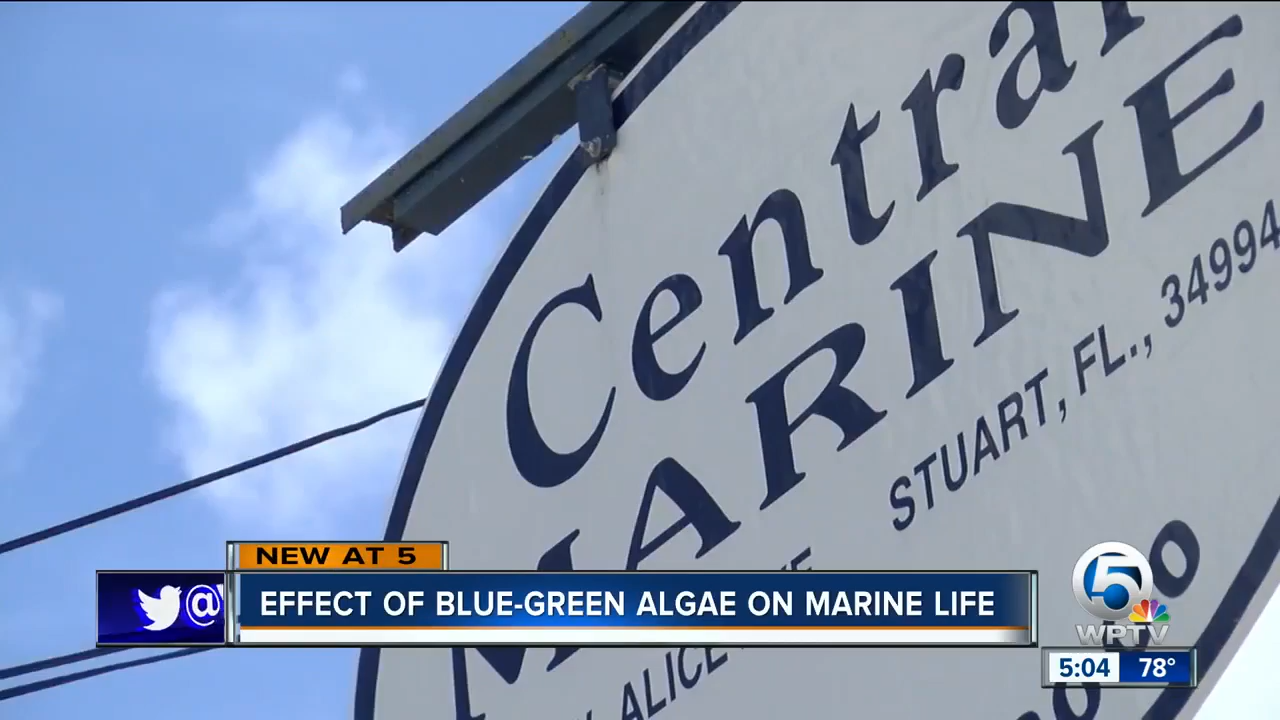 Central
MARINE
STUART, FL., 34994
ALICE
NEW AT 5
@
EFFECT OF BLUE-GREEN ALGAE ON MARINE LIFE
5
WPTV
5:04 78°